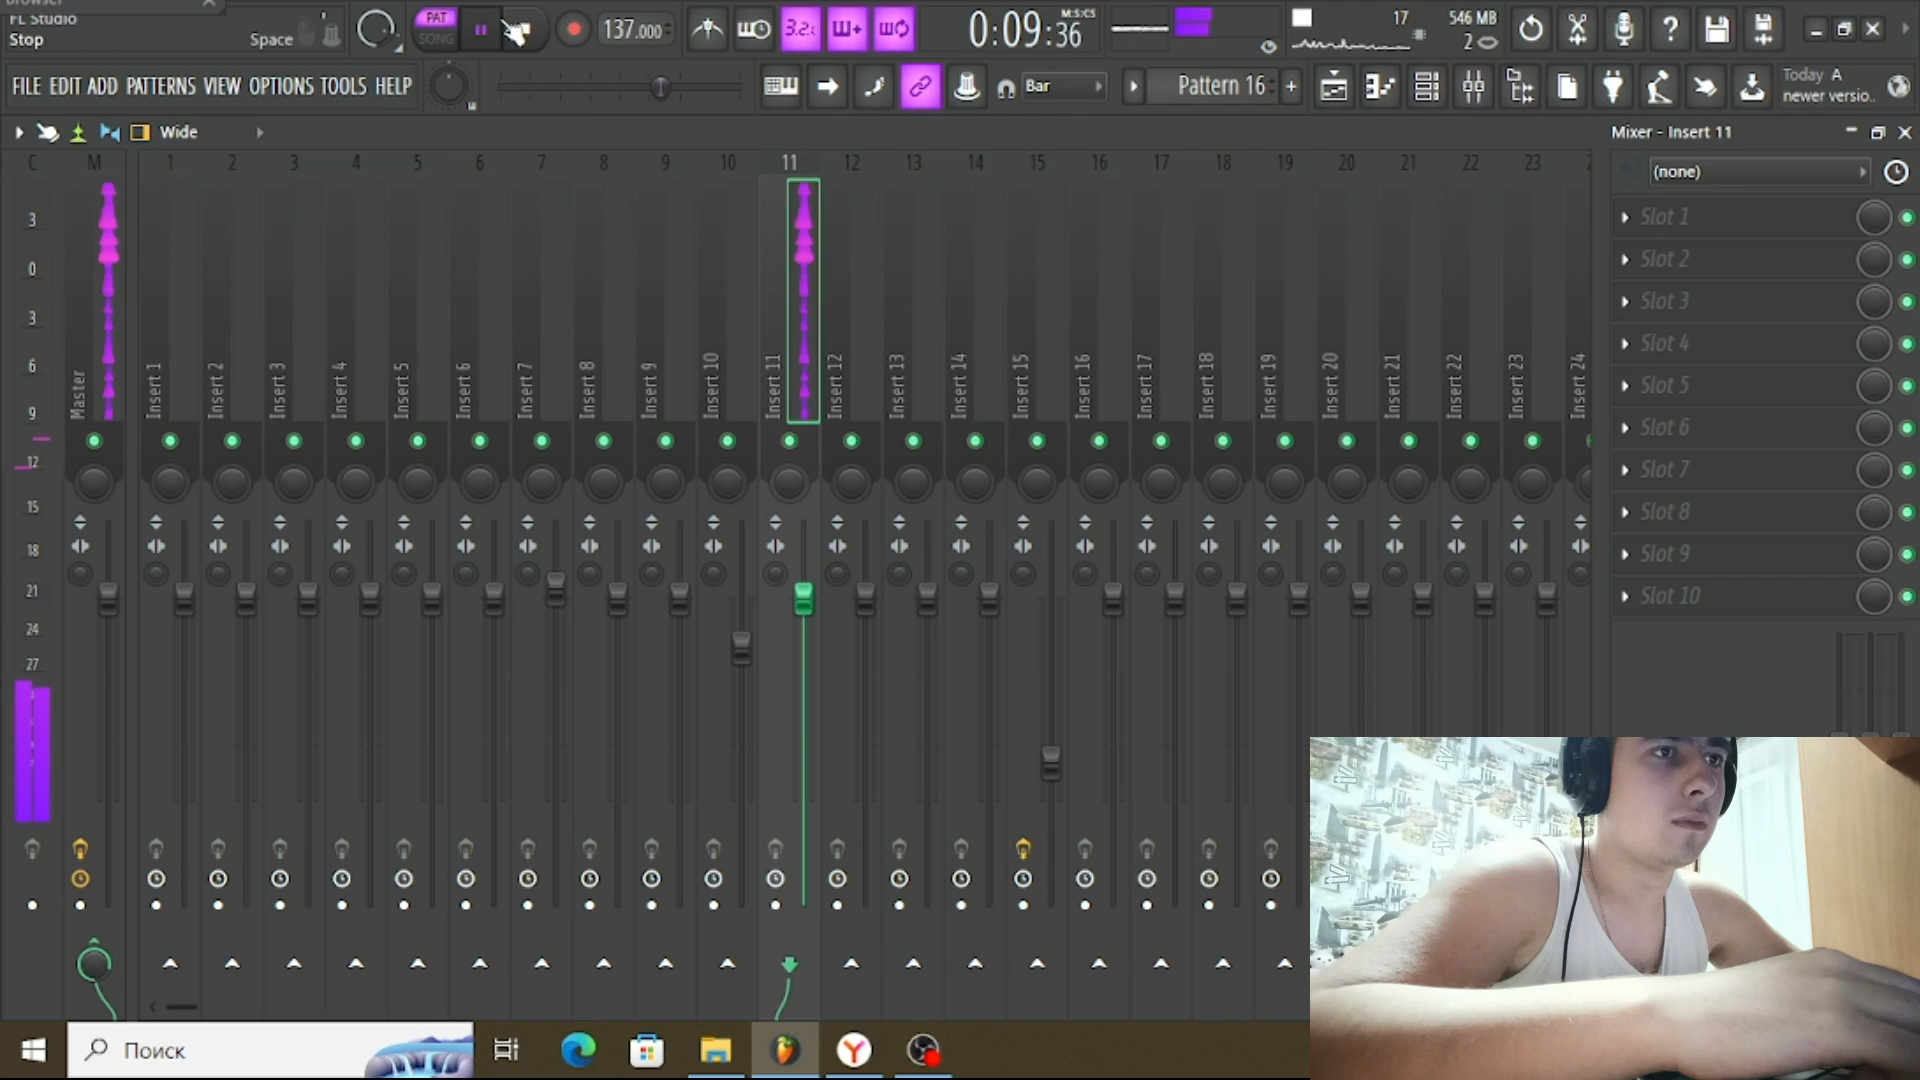 FL Studio
Stop
Space
PAT
SONG
137.000
3.2.
0:09:36
M:S:CS
17
546 MB
2
FILE EDIT ADD PATTERNS VIEW OPTIONS TOOLS HELP
Bar
Pattern 16
Today A
newer versio..
Wide
Mixer - Insert 11
C
M
1
2
3
4
5
6
7
8
9
10
11
12
13
14
15
16
17
18
19
20
21
22
23
(none)
3
0
3
6
9
12
15
18
21
24
27
Master
Insert 1
Insert 2
Insert 3
Insert 4
Insert 5
Insert 6
Insert 7
Insert 8
Insert 9
Insert 10
Insert 11
Insert 12
Insert 13
Insert 14
Insert 15
Insert 16
Insert 17
Insert 18
Insert 19
Insert 20
Insert 21
Insert 22
Insert 23
Insert 24
Slot 1
Slot 2
Slot 3
Slot 4
Slot 5
Slot 6
Slot 7
Slot 8
Slot 9
Slot 10
Поиск